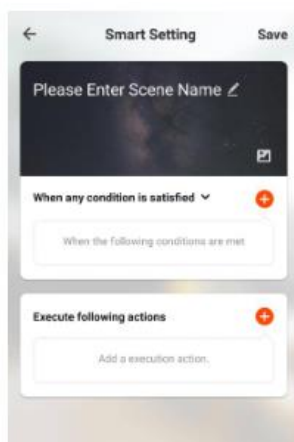 Smart Setting Save
Please Enter Scene Name
When any condition is satisfied
When the following conditions are met
Execute following actions
Add a execution action.